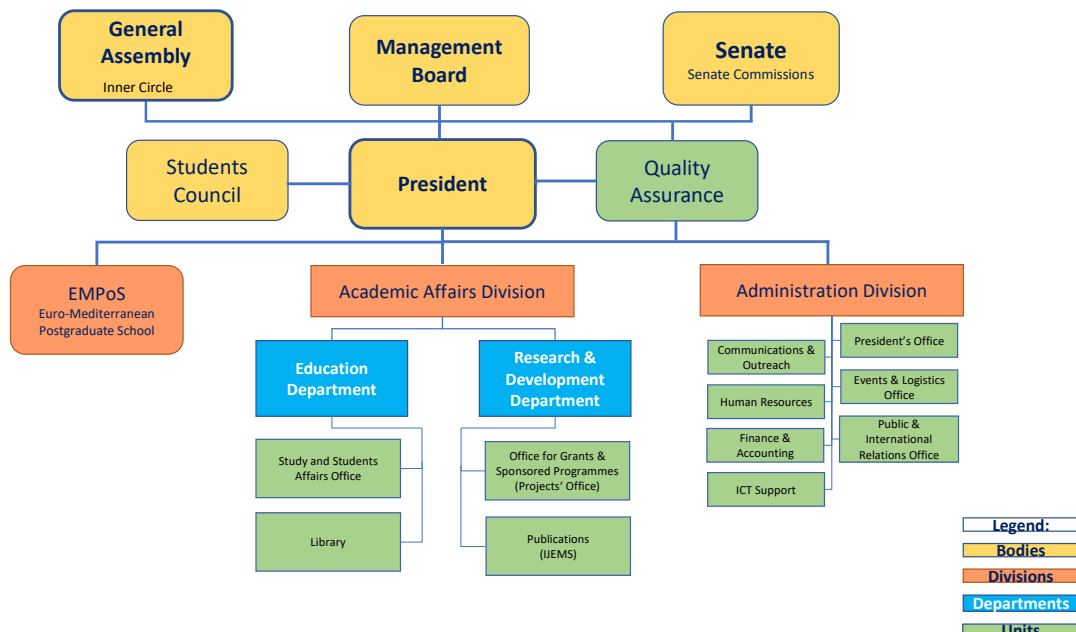 General
Assembly
Inner Circle
Management
Board
Senate
Senate Commissions
Students
Council
President
Quality
Assurance
EMPoS
Euro-Mediterranean
Postgraduate School
Academic Affairs Division
Administration Division
Education
Department
Research &
Development
Department
Study and Students
Affairs Office
Library
Office for Grants &
Sponsored Programmes
(Projects‘ Office)
Publications
(IJEMS)
Communications &
Outreach
Human Resources
Finance &
Accounting
ICT Support
President’s Office
Events & Logistics
Office
Public &
International
Relations Office
Legend:
Bodies
Divisions
Departments
Units